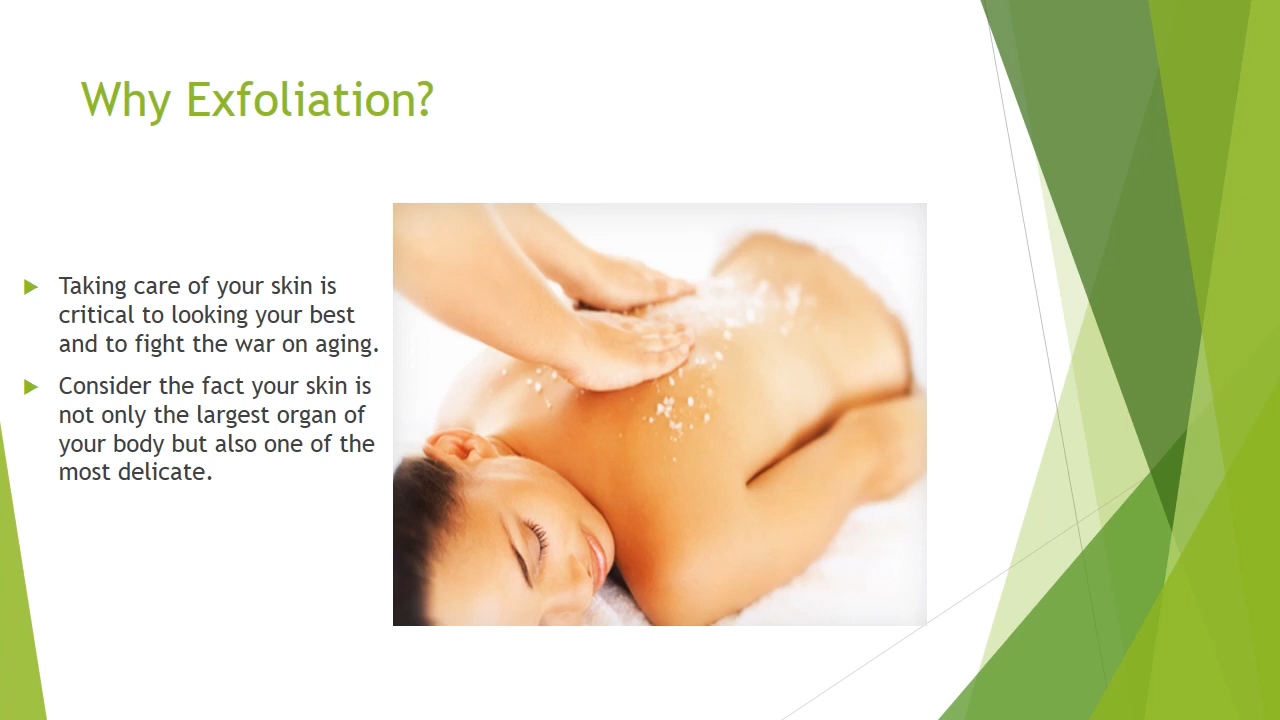 Why Exfoliation?
Taking care of your skin is
critical to looking your best
and to fight the war on aging.
Consider the fact your skin is
not only the largest organ of
your body but also one of the
most delicate.